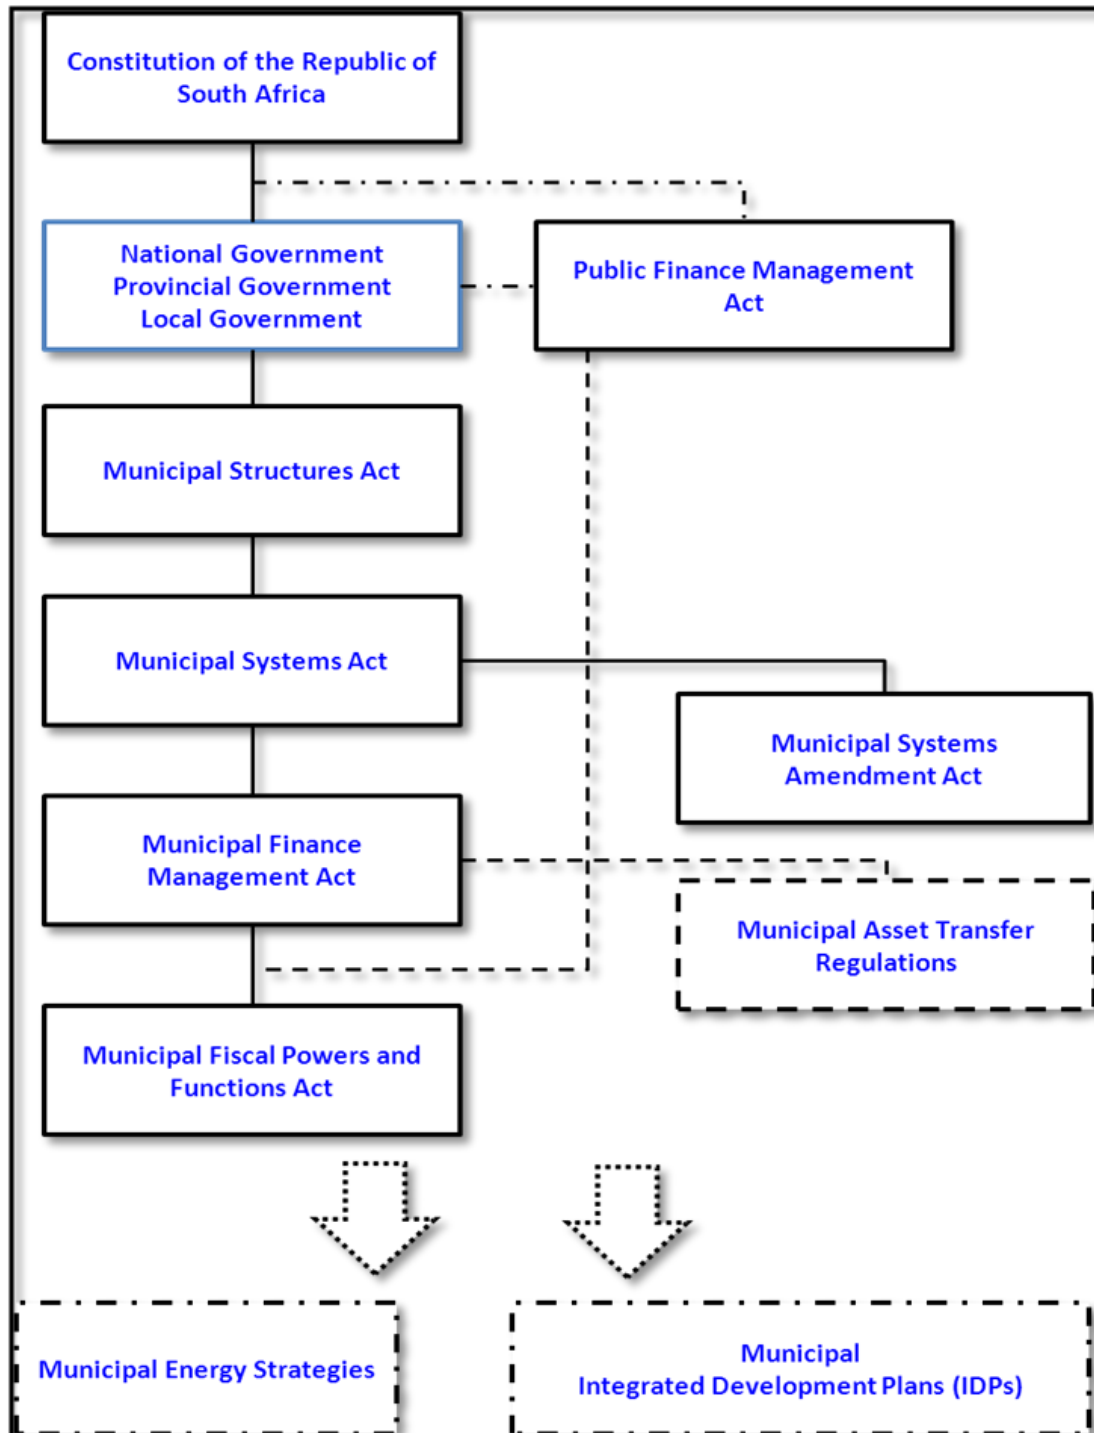 Constitution of the Republic of
South Africa
National Government
Provincial Government
Local Government
Public Finance Management
Act
Municipal Structures Act
Municipal Systems Act
Municipal Systems
Amendment Act
Municipal Finance
Management Act
Municipal Asset Transfer
Regulations
Municipal Fiscal Powers and
Functions Act
Municipal Energy Strategies
Municipal
Integrated Development Plans (IDPs)